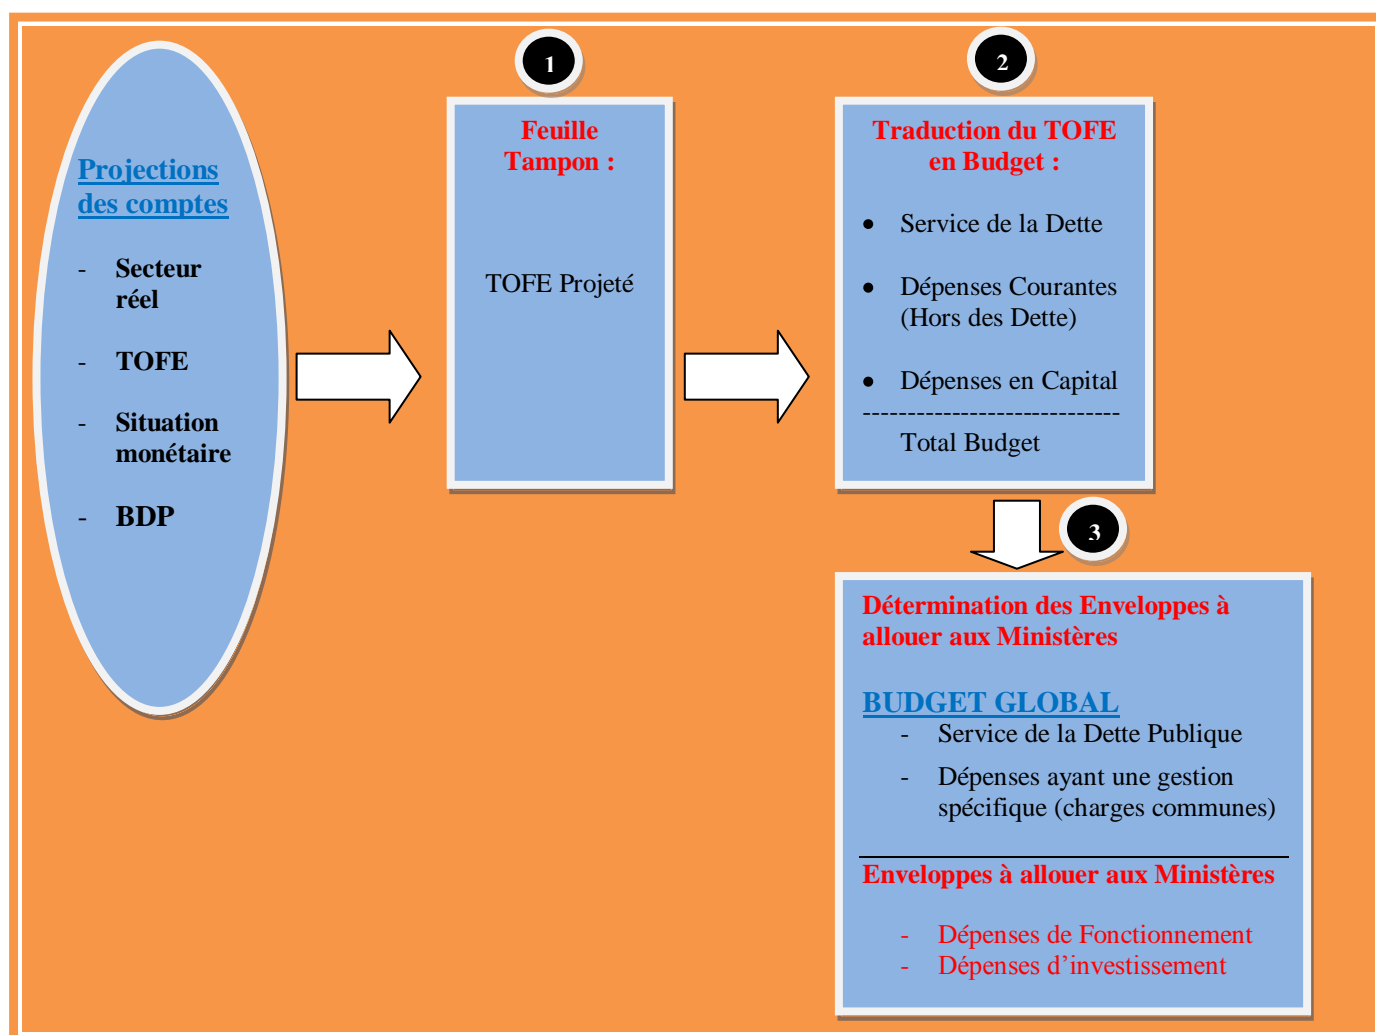 Projections
des comptes
- Secteur
réel
- TOFE
- Situation
monétaire
- BDP
1
Feuille
Tampon :
TOFE Projeté
2
Traduction du TOFE
en Budget :
• Service de la Dette
• Dépenses Courantes
(Hors des Dette)
• Dépenses en Capital
-----------------------------
Total Budget
3
Détermination des Enveloppes à
allouer aux Ministères
BUDGET GLOBAL
- Service de la Dette Publique
- Dépenses ayant une gestion
spécifique (charges communes)
Enveloppes à allouer aux Ministères
- Dépenses de Fonctionnement
- Dépenses d’investissement